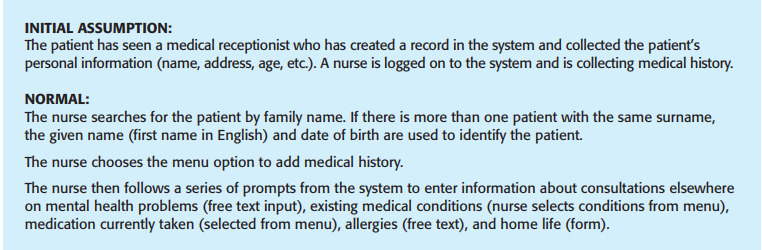 INITIAL ASSUMPTION:
The patient has seen a medical receptionist who has created a record in the system and collected the patient's
personal information (name, address, age, etc.). A nurse is logged on to the system and is collecting medical history.
NORMAL:
The nurse searches for the patient by family name. If there is more than one patient with the same surname,
the given name (first name in English) and date of birth are used to identify the patient.
The nurse chooses the menu option to add medical history.
The nurse then follows a series of prompts from the system to enter information about consultations elsewhere
on mental health problems (free text input), existing medical conditions (nurse selects conditions from menu),
medication currently taken (selected from menu), allergies (free text), and home life (form).